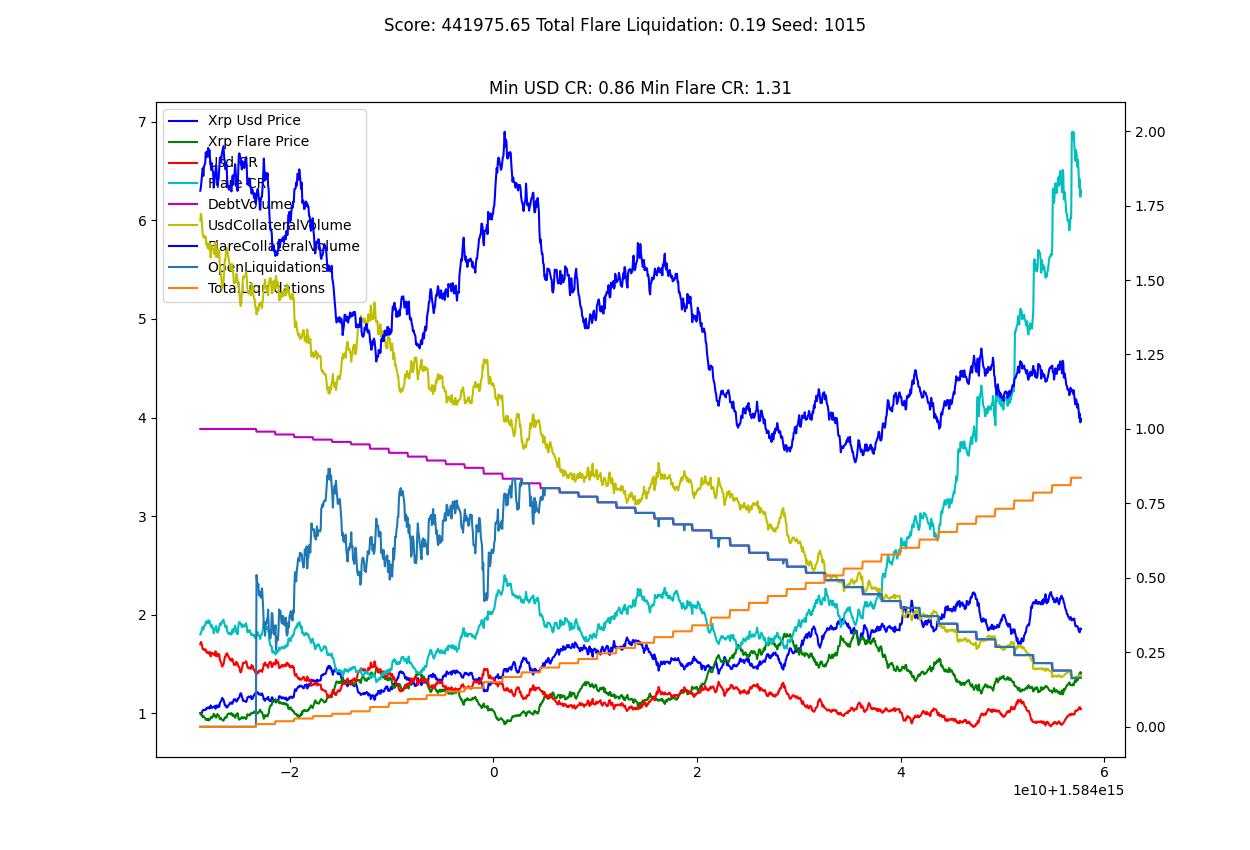 Score: 441975.65 Total Flare Liquidation: 0.19 Seed: 1015
Min USD CR: 0.86 Min Flare CR: 1.31
Xrp Usd Price
Xrp Flare Price
Usd CR
Flare CR
DebtVolume
UsdCollateralVolume
FlareCollateralVolume
OpenLiquidations
TotalLiquidations
7
6
5
4
3
2
1
2.00
1.75
1.50
1.25
1.00
0.75
0.50
0.25
0.00
−2 0 2 4 6
1e10+1.584e15